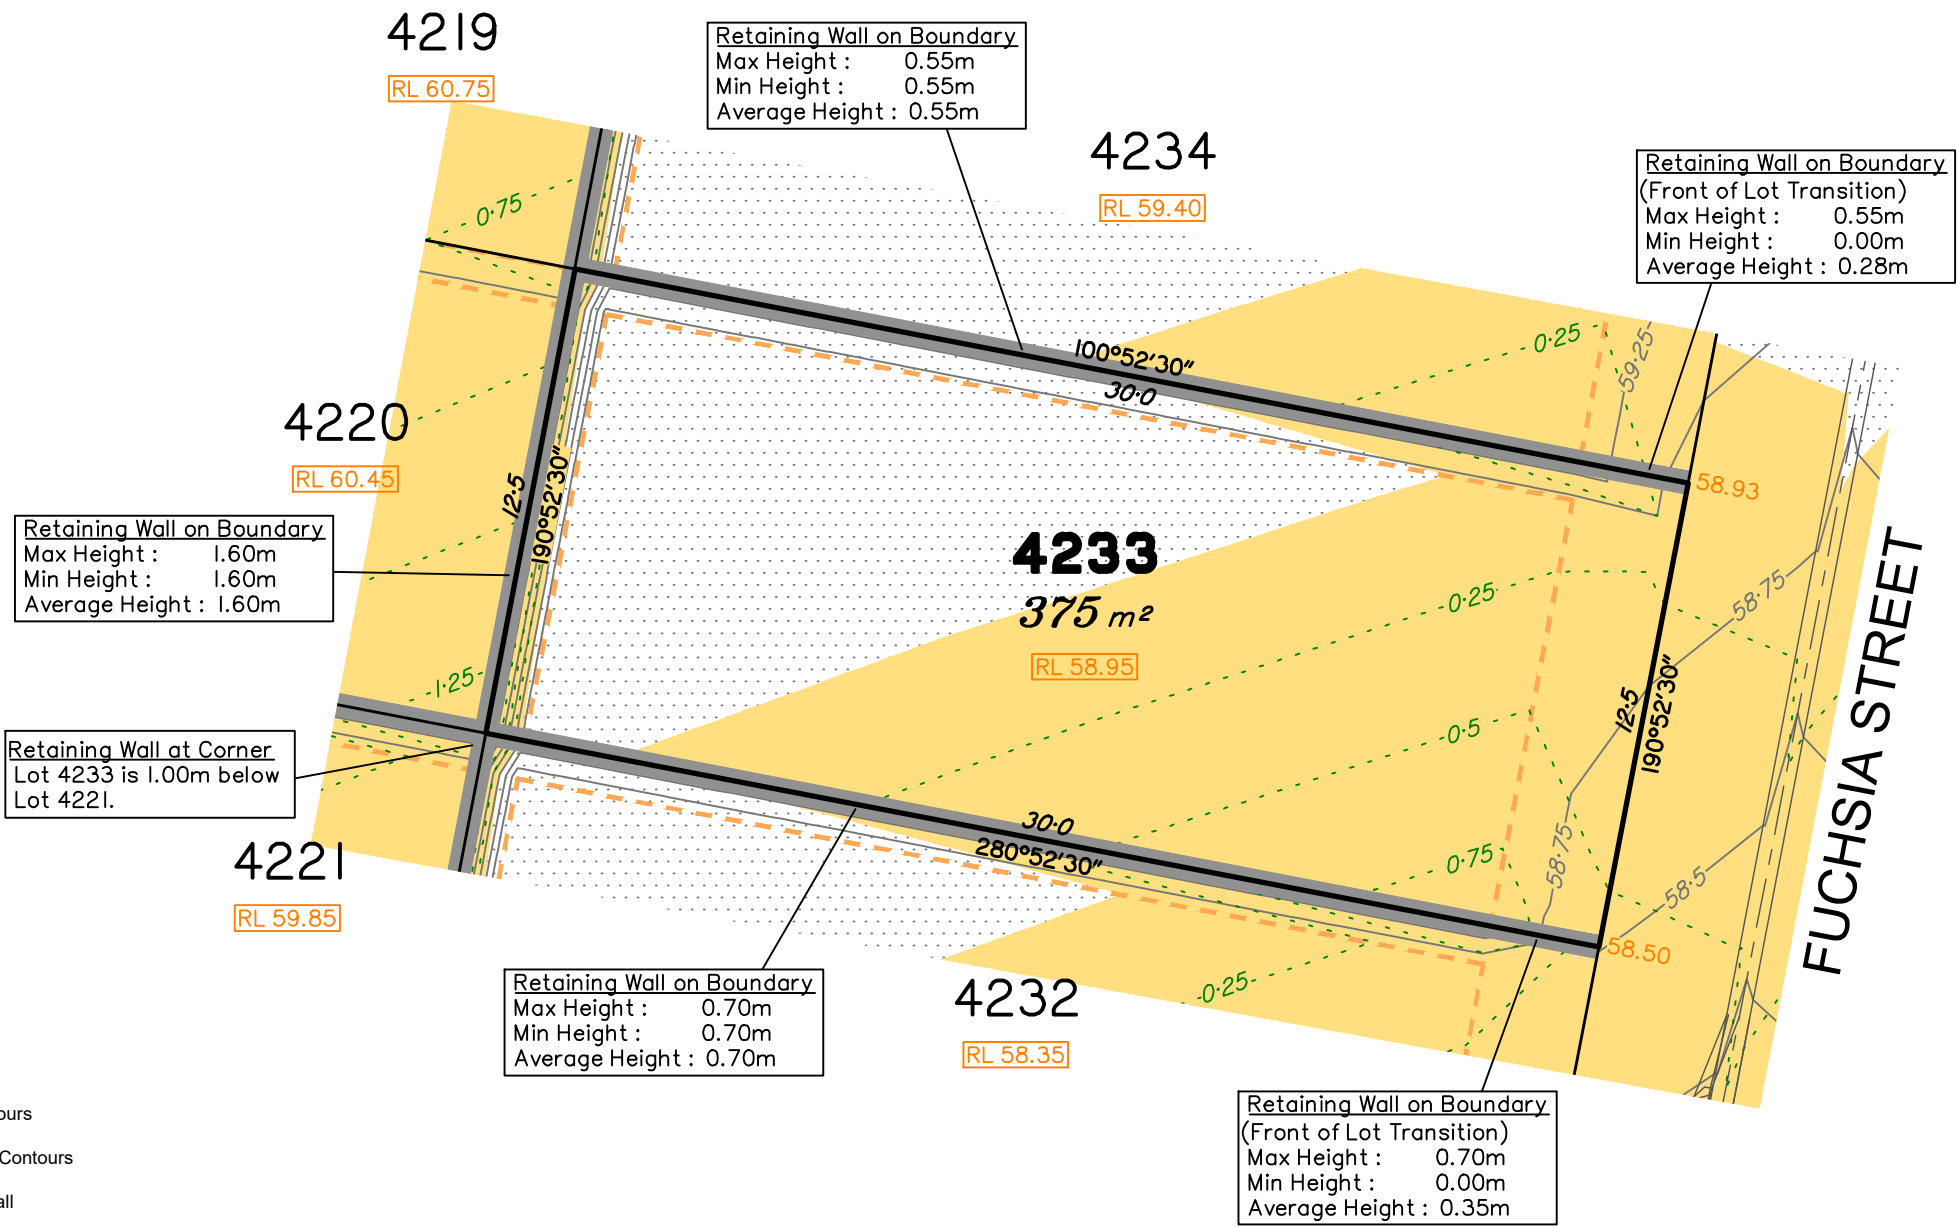 4219
RL 60.75
Retaining Wall on Boundary
Max Height : 0.55m
Min Height : 0.55m
Average Height : 0.55m
4234
RL 59.40
Retaining Wall on Boundary
(Front of Lot Transition)
Max Height : 0.55m
Min Height : 0.00m
Average Height : 0.28m
0·75
0·25
59·25
100°52'30"
30·0
4220
RL 60.45
12·5
190°52'30"
58.93
Retaining Wall on Boundary
Max Height : 1.60m
Min Height : 1.60m
Average Height : 1.60m
4233
375 m²
RL 58.95
0·25
58·75
FUCHSIA STREET
1·25
0·5
12·5
190°52'30"
Retaining Wall at Corner
Lot 4233 is 1.00m below
Lot 4221.
30·0
280°52'30"
0·75
58·75
58·5
4221
RL 59.85
58.50
Retaining Wall on Boundary
Max Height : 0.70m
Min Height : 0.70m
Average Height : 0.70m
4232
RL 58.35
0·25
Retaining Wall on Boundary
(Front of Lot Transition)
Max Height : 0.70m
Min Height : 0.00m
Average Height : 0.35m
ours
Contours
all